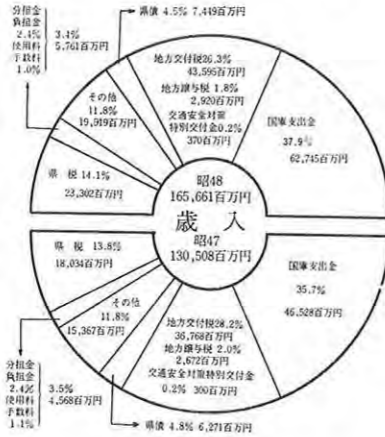 分担金
負担金
2.4%
使用料
手数料
1.0%
3.4%
5,761百万円
県債 4.5% 7,449百万円
地方交付税26.3%
43,595百万円
地方譲与税 1.8%
2,920百万円
交通安全対策
特別交付金0.2%
370百万円
国庫支出金
37.9%
62,745百万円
その他
11.8%
19,919百万円
県税 14.1%
23,302百万円
昭48
165,661百万円
歳入
昭47
130,508百万円
県税 13.8%
18,034百万円
その他
11.8%
15,367百万円
国庫支出金
35.7%
46,528百万円
地方交付税28.2%
36,768百万円
地方譲与税 2.0%
2,672百万円
交通安全対策特別交付金
0.2% 300百万円
分担金
負担金
2.4%
使用料
手数料
1.1%
3.5%
4,568百万円
県債 4.8% 6,271百万円